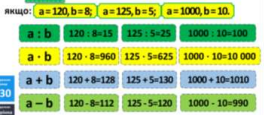 якщо: a=120, b=8; a=125, b=5; a=1000, b=10.
a : b 120 : 8=15 125 : 5=25 1000 : 10=100
a · b 120 · 8=960 125 · 5=625 1000 · 10=10 000
a + b 120 +8=128 125 +5=130 1000 +10=1010
30
a – b 120 - 8=112 125 - 5=120 1000 - 10=990